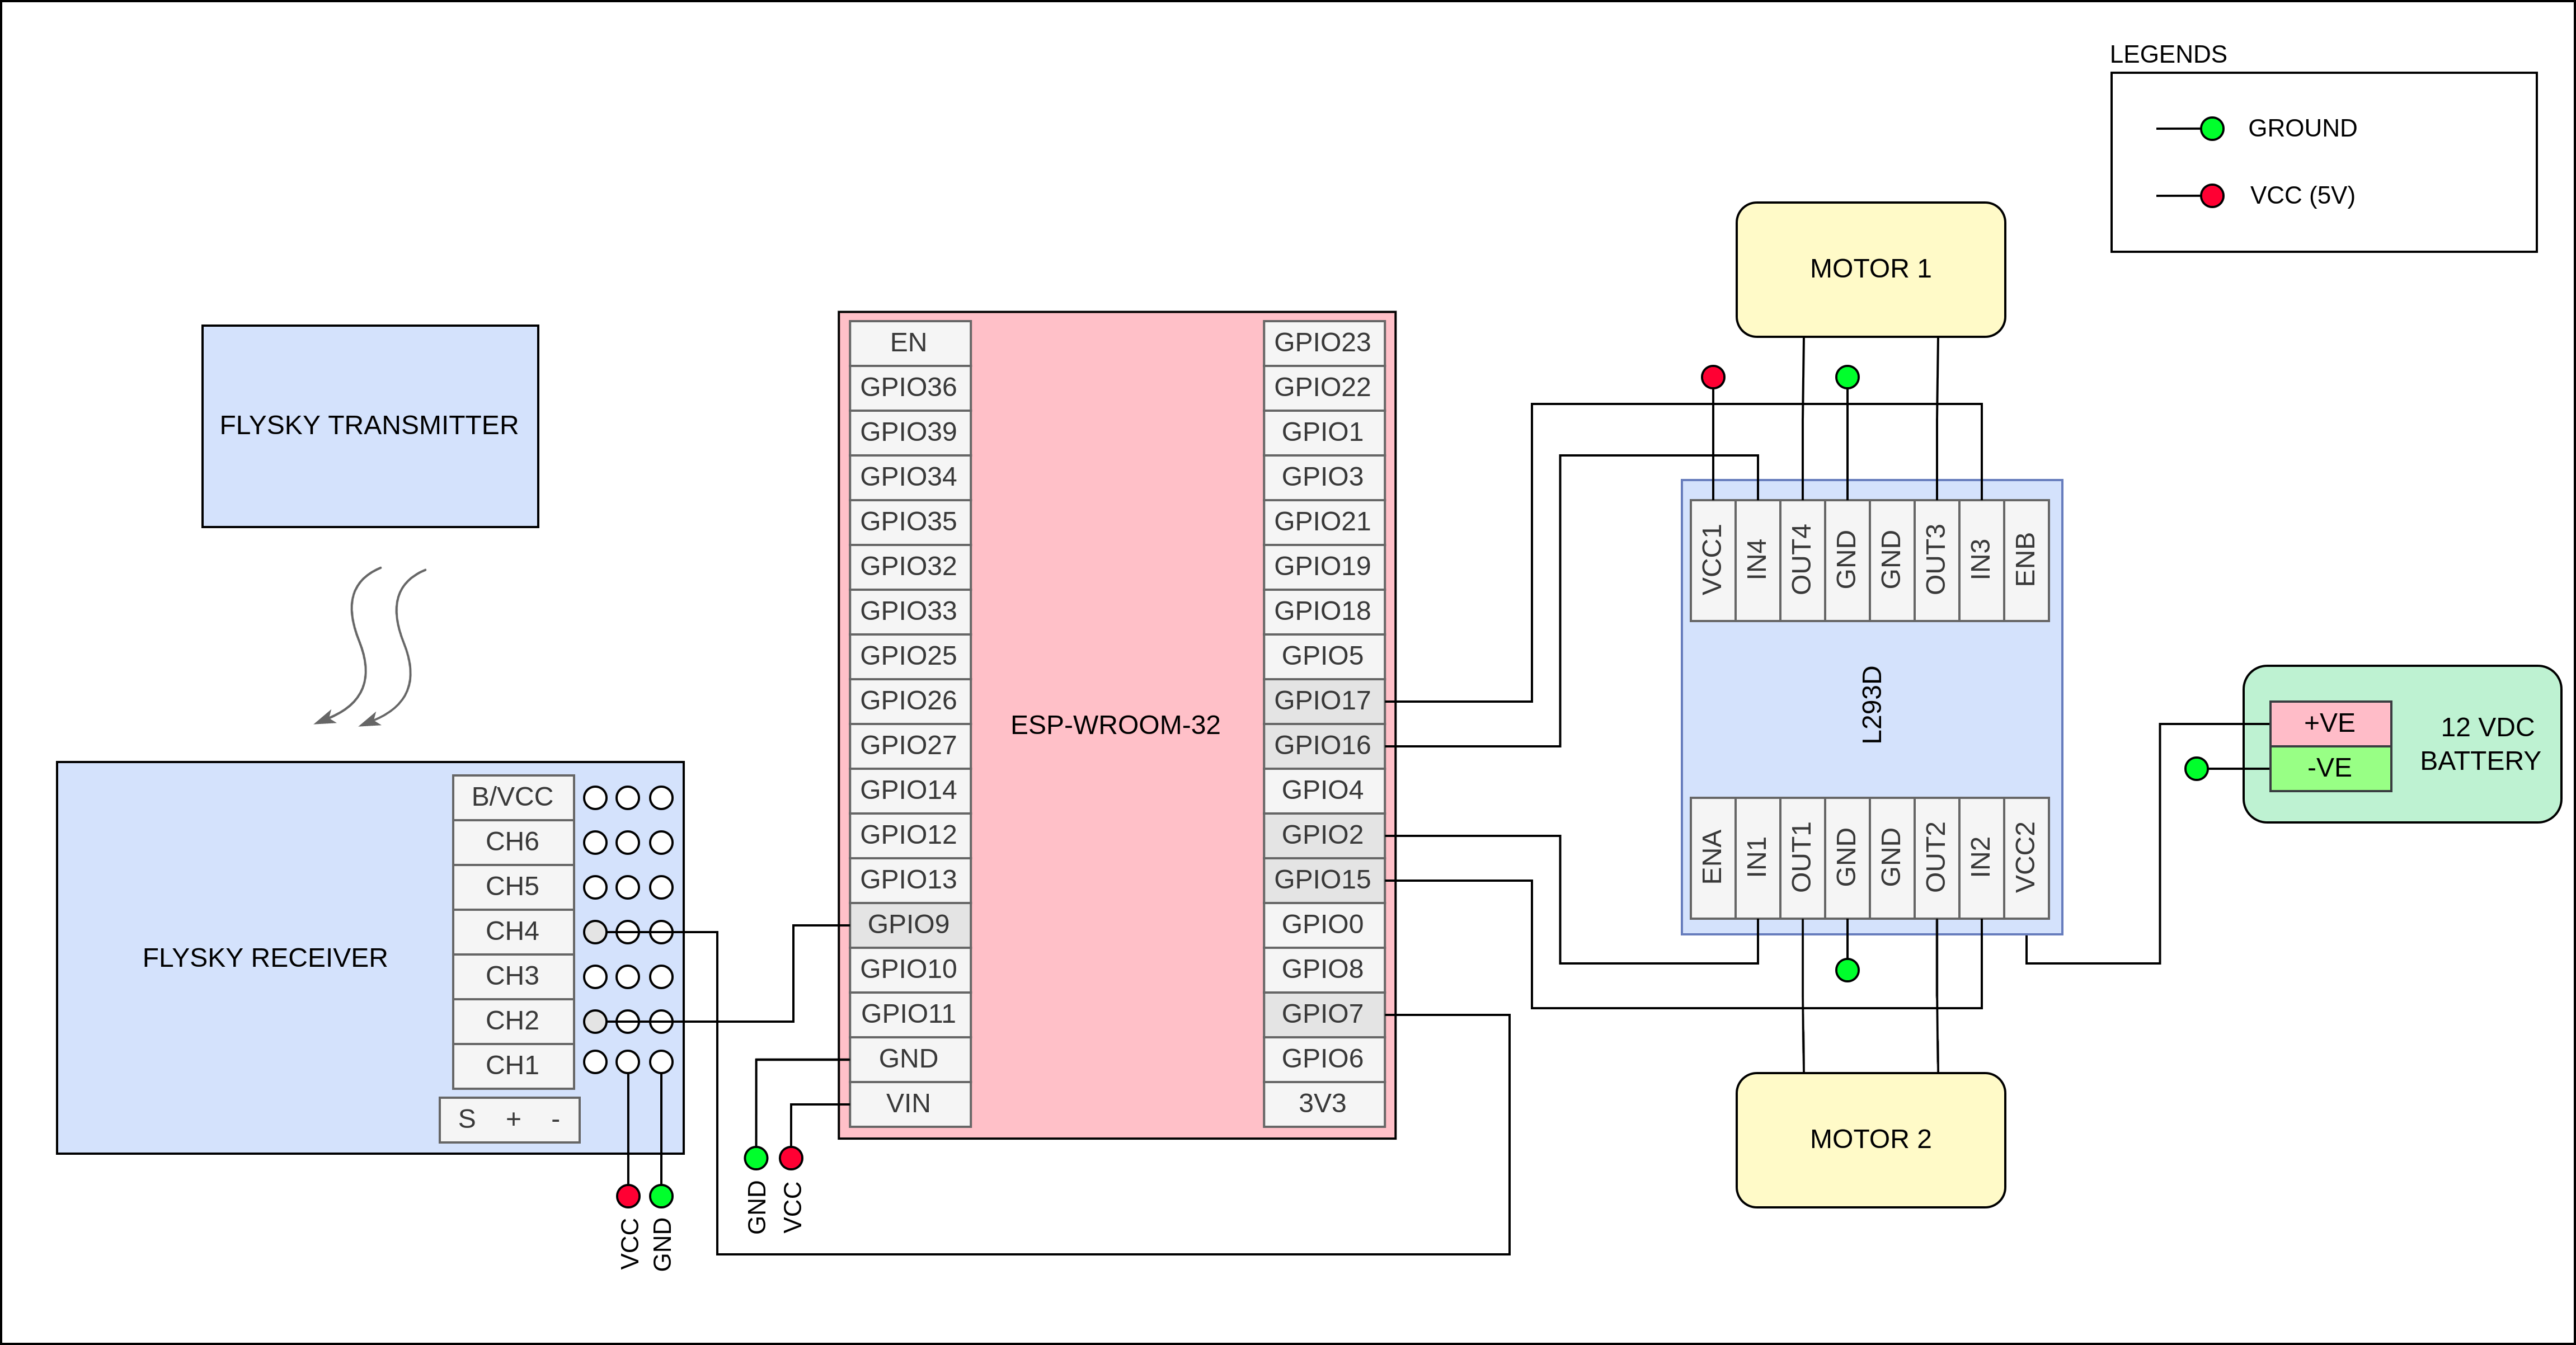 LEGENDS
GROUND
VCC (5V)
MOTOR 1
FLYSKY TRANSMITTER
EN
GPIO36
GPIO39
GPIO34
GPIO35
GPIO32
GPIO33
GPIO25
GPIO26
GPIO27
GPIO14
GPIO12
GPIO13
GPIO9
GPIO10
GPIO11
GND
VIN
ESP-WROOM-32
GPIO23
GPIO22
GPIO1
GPIO3
GPIO21
GPIO19
GPIO18
GPIO5
GPIO17
GPIO16
GPIO4
GPIO2
GPIO15
GPIO0
GPIO8
GPIO7
GPIO6
3V3
VCC1
IN4
OUT4
GND
GND
OUT3
IN3
ENB
L293D
ENA
IN1
OUT1
GND
GND
OUT2
IN2
VCC2
+VE
-VE
12 VDC
BATTERY
FLYSKY RECEIVER
B/VCC
CH6
CH5
CH4
CH3
CH2
CH1
S + -
VCC
GND
GND
VCC
MOTOR 2